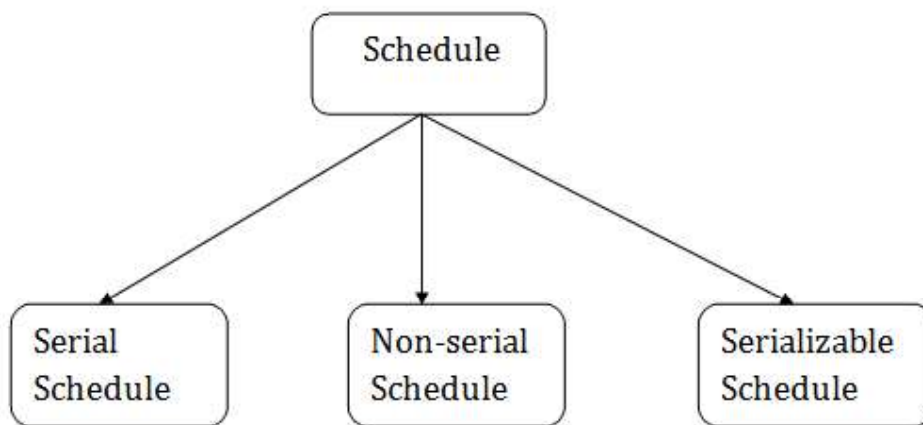 Schedule
Serial
Schedule
Non-serial
Schedule
Serializable
Schedule